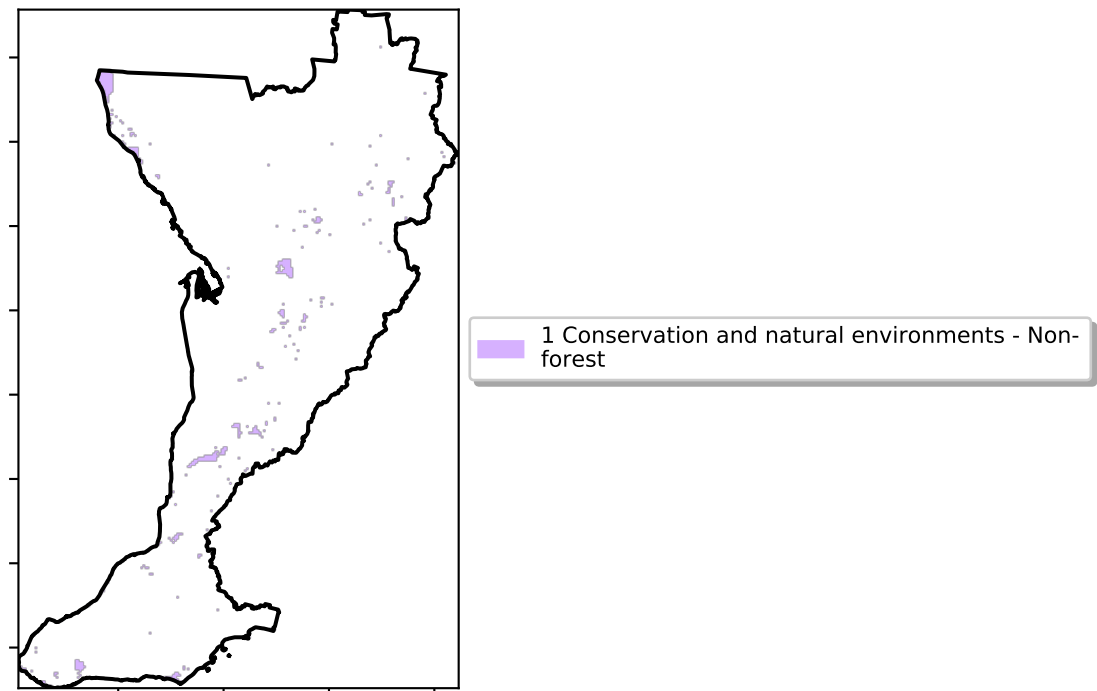 1 Conservation and natural environments - Non-
forest